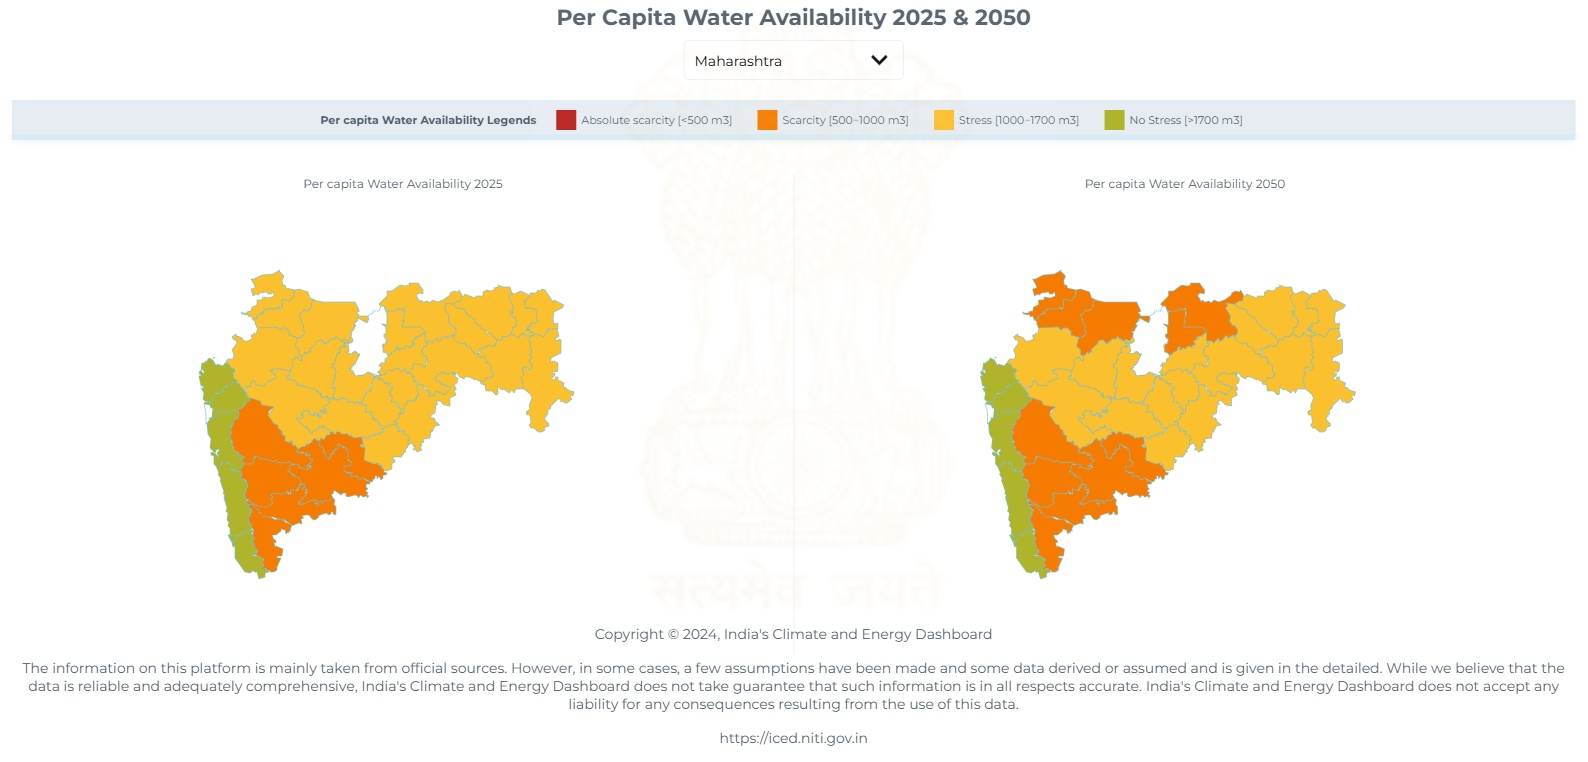 Per Capita Water Availability 2025 & 2050
Maharashtra
Per capita Water Availability Legends
Absolute scarcity [<500 m3]
Scarcity [500-1000 m3]
Stress [1000-1700 m3]
No Stress [>1700 m3]
Per capita Water Availability 2025
Per capita Water Availability 2050
सत्यमेव जयते
Copyright © 2024, India's Climate and Energy Dashboard
The information on this platform is mainly taken from official sources. However, in some cases, a few assumptions have been made and some data derived or assumed and is given in the detailed. While we believe that the
data is reliable and adequately comprehensive, India's Climate and Energy Dashboard does not take guarantee that such information is in all respects accurate. India's Climate and Energy Dashboard does not accept any
liability for any consequences resulting from the use of this data.
https://iced.niti.gov.in